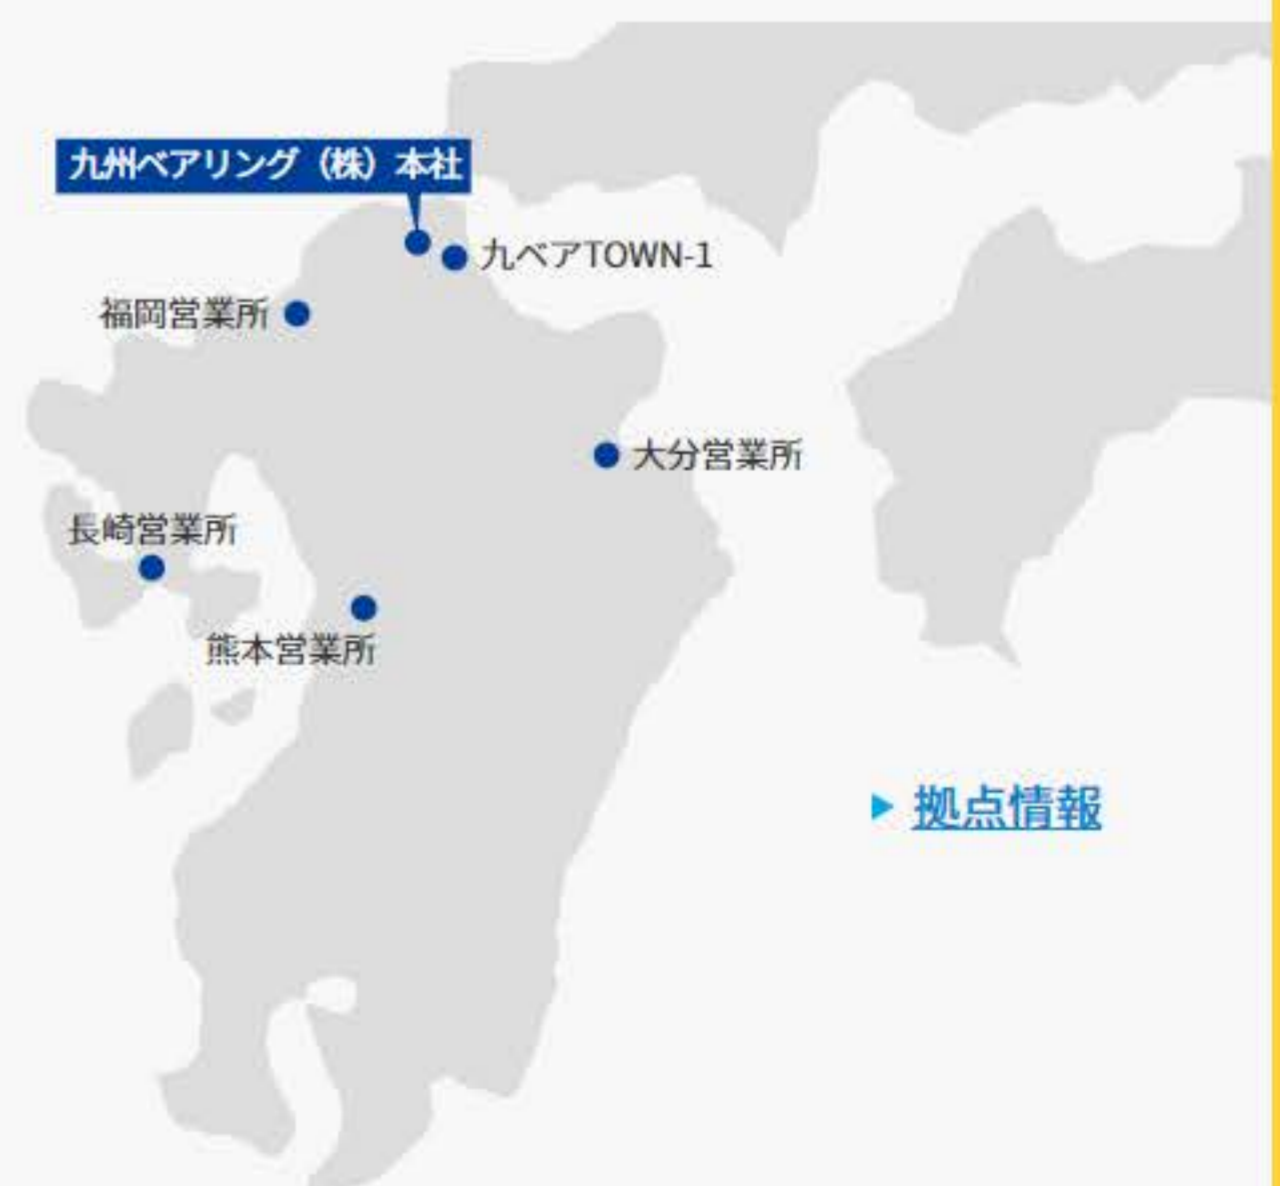 九州ベアリング（株）本社
九ベアTOWN-1
福岡営業所
大分営業所
長崎営業所
熊本営業所
拠点情報